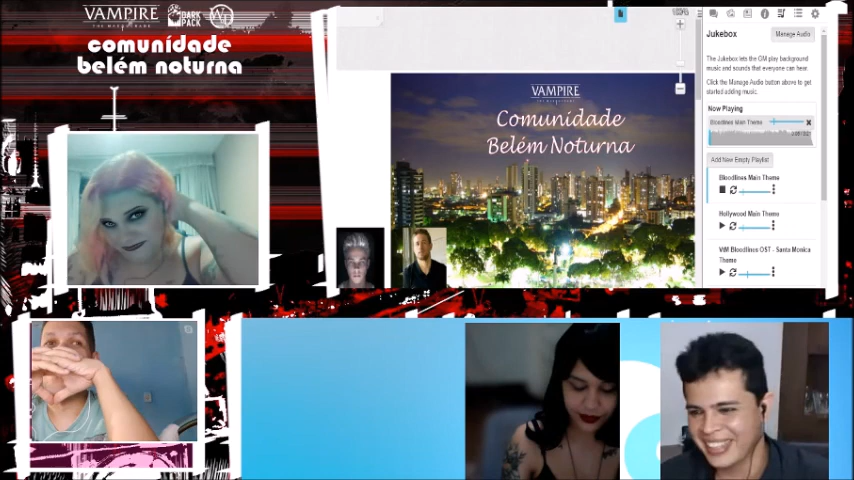 VAMPIRE
THE MASQUERADE
DARK
PACK
WD
comunidade
belém noturna
VAMPIRE
Comunidade
Belém Noturna
Jukebox
Manage Audio
The Jukebox lets the GM play background
music and sounds that everyone can hear.
Click the Manage Audio button above to get
started adding music.
Now Playing
Bloodlines Main Theme
Add New Empty Playlist
Bloodlines Main Theme
Hollywood Main Theme
VtM Bloodlines OST - Santa Monica
Theme